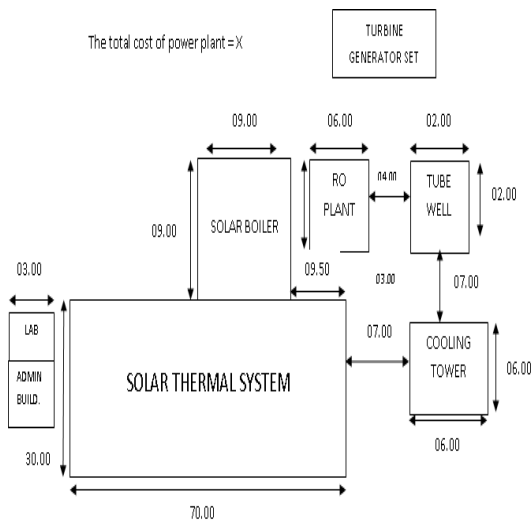 The total cost of power plant = X
TURBINE
GENERATOR SET
09.00
06.00
02.00
SOLAR BOILER
RO
PLANT
04.00
TUBE
WELL
02.00
09.00
03.00
09.50
03.00
07.00
LAB
ADMIN
BUILD.
SOLAR THERMAL SYSTEM
07.00
COOLING
TOWER
06.00
30.00
06.00
70.00